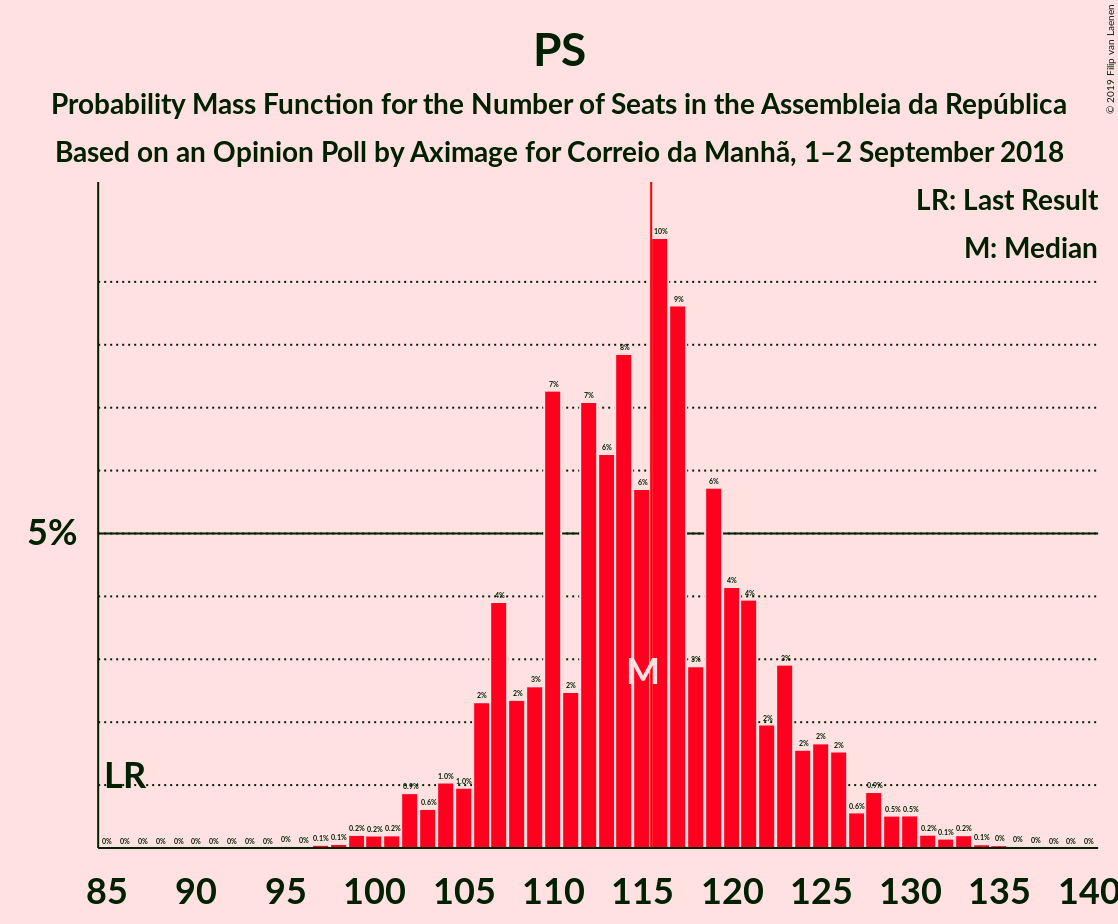 PS
Probability Mass Function for the Number of Seats in the Assembleia da República
Based on an Opinion Poll by Aximage for Correio da Manhã, 1–2 September 2018
© 2019 Filip van Laenen
LR: Last Result
M: Median
5%
LR
M
0% 0% 0% 0% 0% 0% 0% 0% 0% 0% 0% 0% 0.1% 0.1% 0.2% 0.2% 0.2% 0.9% 0.6% 1.0% 1.0% 2% 4% 2% 3% 7% 2% 7% 6% 8% 6% 10% 9% 3% 6% 4% 4% 2% 3% 2% 2% 2% 0.6% 0.9% 0.5% 0.5% 0.2% 0.1% 0.2% 0.1% 0% 0% 0% 0% 0% 0%
85 90 95 100 105 110 115 120 125 130 135 140